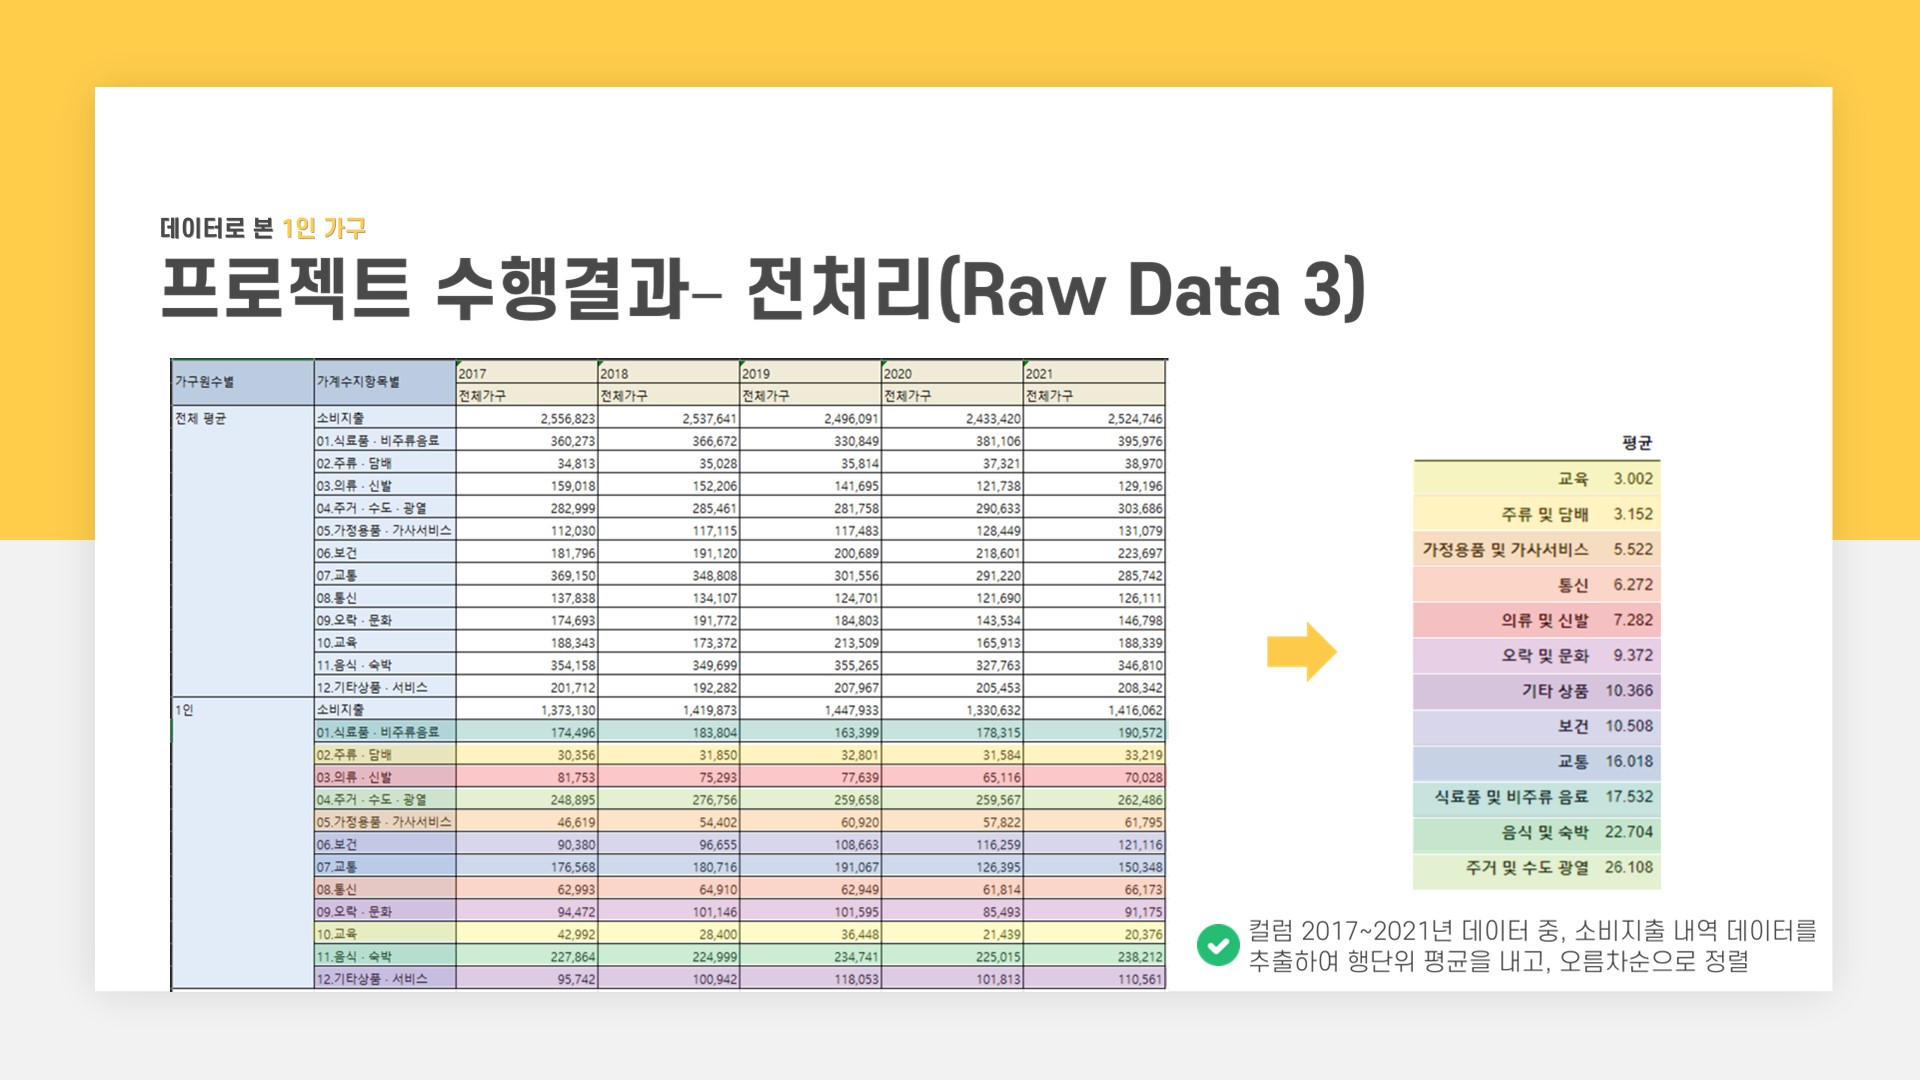 데이터로 본 1인 가구
프로젝트 수행결과– 전처리(Raw Data 3)
가구원수별 가계수지항목별 2017 2018 2019 2020 2021
전체가구 전체가구 전체가구 전체가구 전체가구
전체 평균 소비지출 2,556,823 2,537,641 2,496,091 2,433,420 2,524,746
01.식료품 · 비주류음료 360,273 366,672 330,849 381,106 395,976
02.주류 · 담배 34,813 35,028 35,814 37,321 38,970
03.의류 · 신발 159,018 152,206 141,695 121,738 129,196
04.주거 · 수도 · 광열 282,999 285,461 281,758 290,633 303,686
05.가정용품 · 가사서비스 112,030 117,115 117,483 128,449 131,079
06.보건 181,796 191,120 200,689 218,601 223,697
07.교통 369,150 348,808 301,556 291,220 285,742
08.통신 137,838 134,107 124,701 121,690 126,111
09.오락 · 문화 174,693 191,772 184,803 143,534 146,798
10.교육 188,343 173,372 213,509 165,913 188,339
11.음식 · 숙박 354,158 349,699 355,265 327,763 346,810
12.기타상품 · 서비스 201,712 192,282 207,967 205,453 208,342
1인 소비지출 1,373,130 1,419,873 1,447,933 1,330,632 1,416,062
01.식료품 · 비주류음료 174,496 183,804 163,399 178,315 190,572
02.주류 · 담배 30,356 31,850 32,801 31,584 33,219
03.의류 · 신발 81,753 75,293 77,639 65,116 70,028
04.주거 · 수도 · 광열 248,895 276,756 259,658 259,567 262,486
05.가정용품 · 가사서비스 46,619 54,402 60,920 57,822 61,795
06.보건 90,380 96,655 108,663 116,259 121,116
07.교통 176,568 180,716 191,067 126,395 150,348
08.통신 62,993 64,910 62,949 61,814 66,173
09.오락 · 문화 94,472 101,146 101,595 85,493 91,175
10.교육 42,992 28,400 36,448 21,439 20,376
11.음식 · 숙박 227,864 224,999 234,741 225,015 238,212
12.기타상품 · 서비스 95,742 100,942 118,053 101,813 110,561
평균
교육 3.002
주류 및 담배 3.152
가정용품 및 가사서비스 5.522
통신 6.272
의류 및 신발 7.282
오락 및 문화 9.372
기타 상품 10.366
보건 10.508
교통 16.018
식료품 및 비주류 음료 17.532
음식 및 숙박 22.704
주거 및 수도 광열 26.108
컬럼 2017~2021년 데이터 중, 소비지출 내역 데이터를
추출하여 행단위 평균을 내고, 오름차순으로 정렬